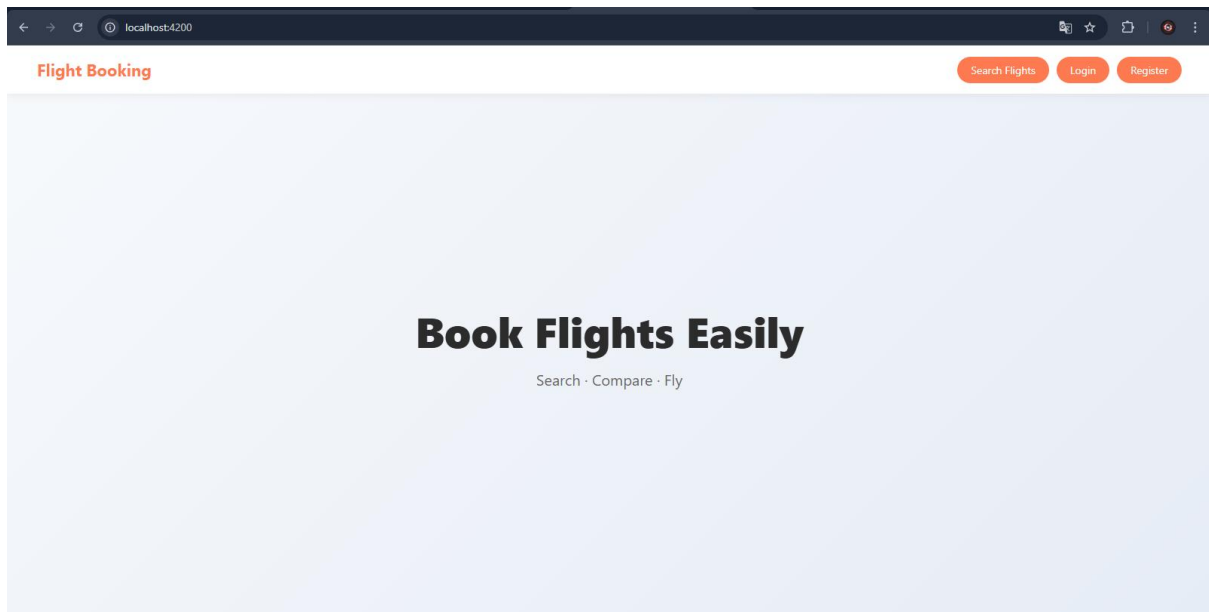 localhost:4200
Flight Booking
Search Flights
Login
Register
Book Flights Easily
Search · Compare · Fly